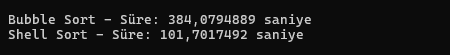 Bubble Sort - Süre: 384,0794889 saniye
Shell Sort - Süre: 101,7017492 saniye